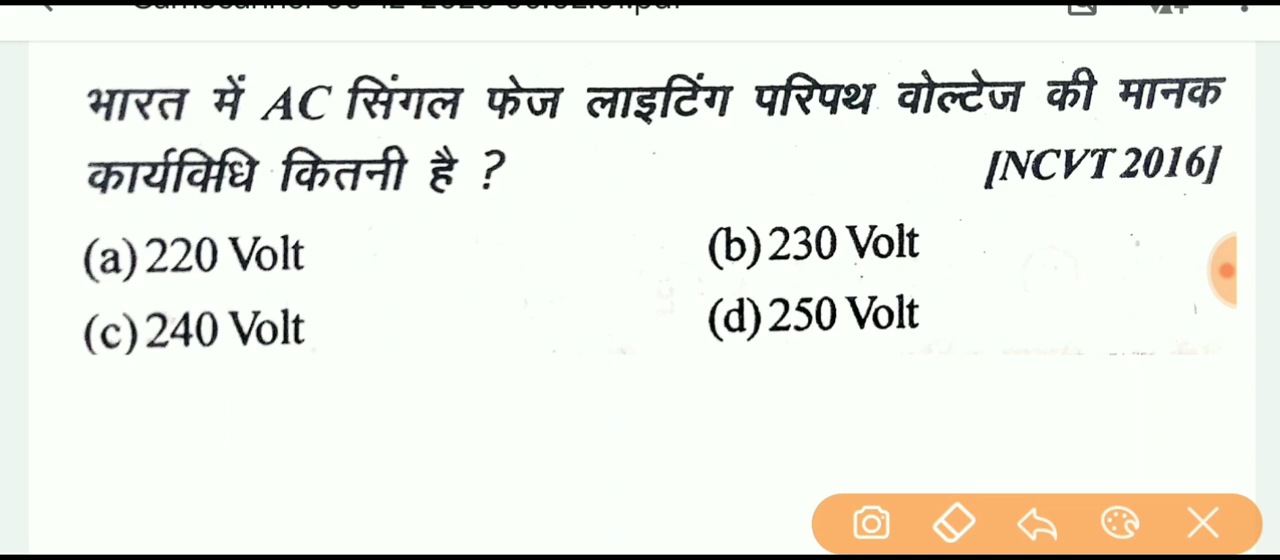 भारत में AC सिंगल फेज लाइटिंग परिपथ वोल्टेज की मानक
कार्यविधि कितनी है ? [NCVT 2016]
(a) 220 Volt (b) 230 Volt
(c) 240 Volt (d) 250 Volt